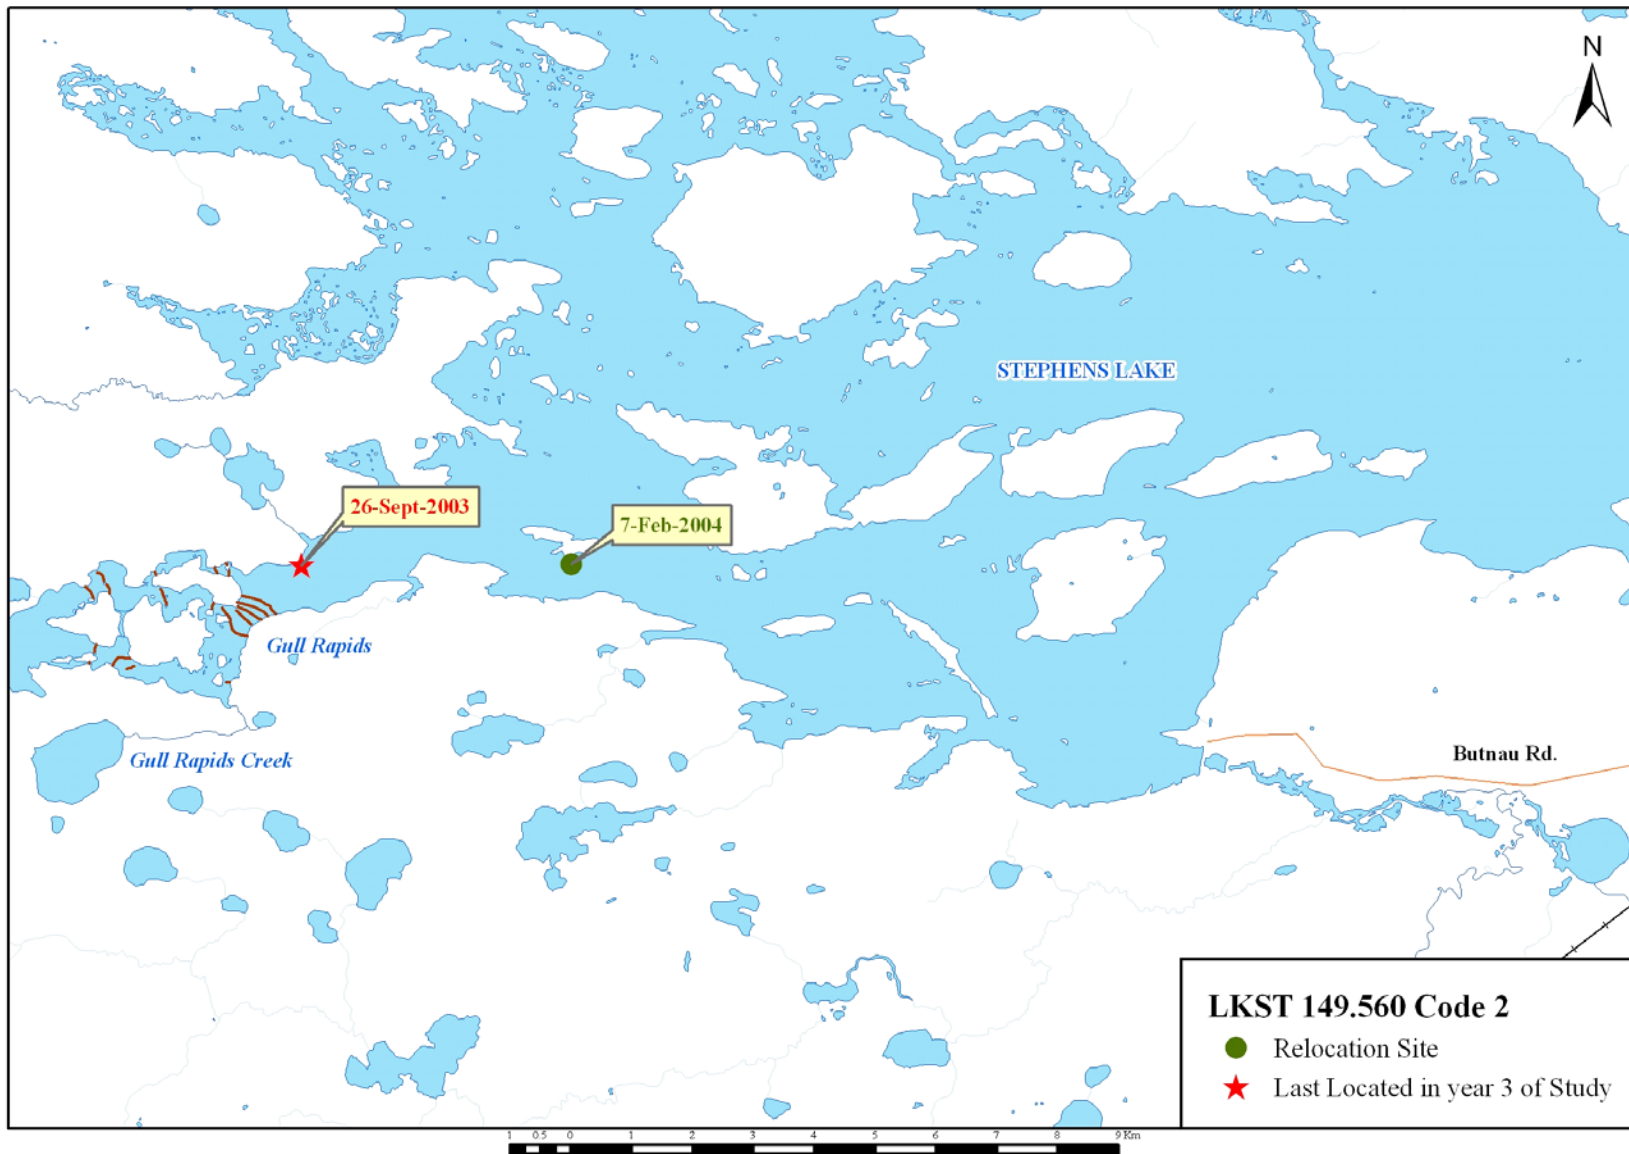 N
STEPHENS LAKE
26-Sept-2003
7-Feb-2004
Gull Rapids
Gull Rapids Creek
Butnau Rd.
LKST 149.560 Code 2
Relocation Site
Last Located in year 3 of Study
1 0.5 0 1 2 3 4 5 6 7 8 9 Km